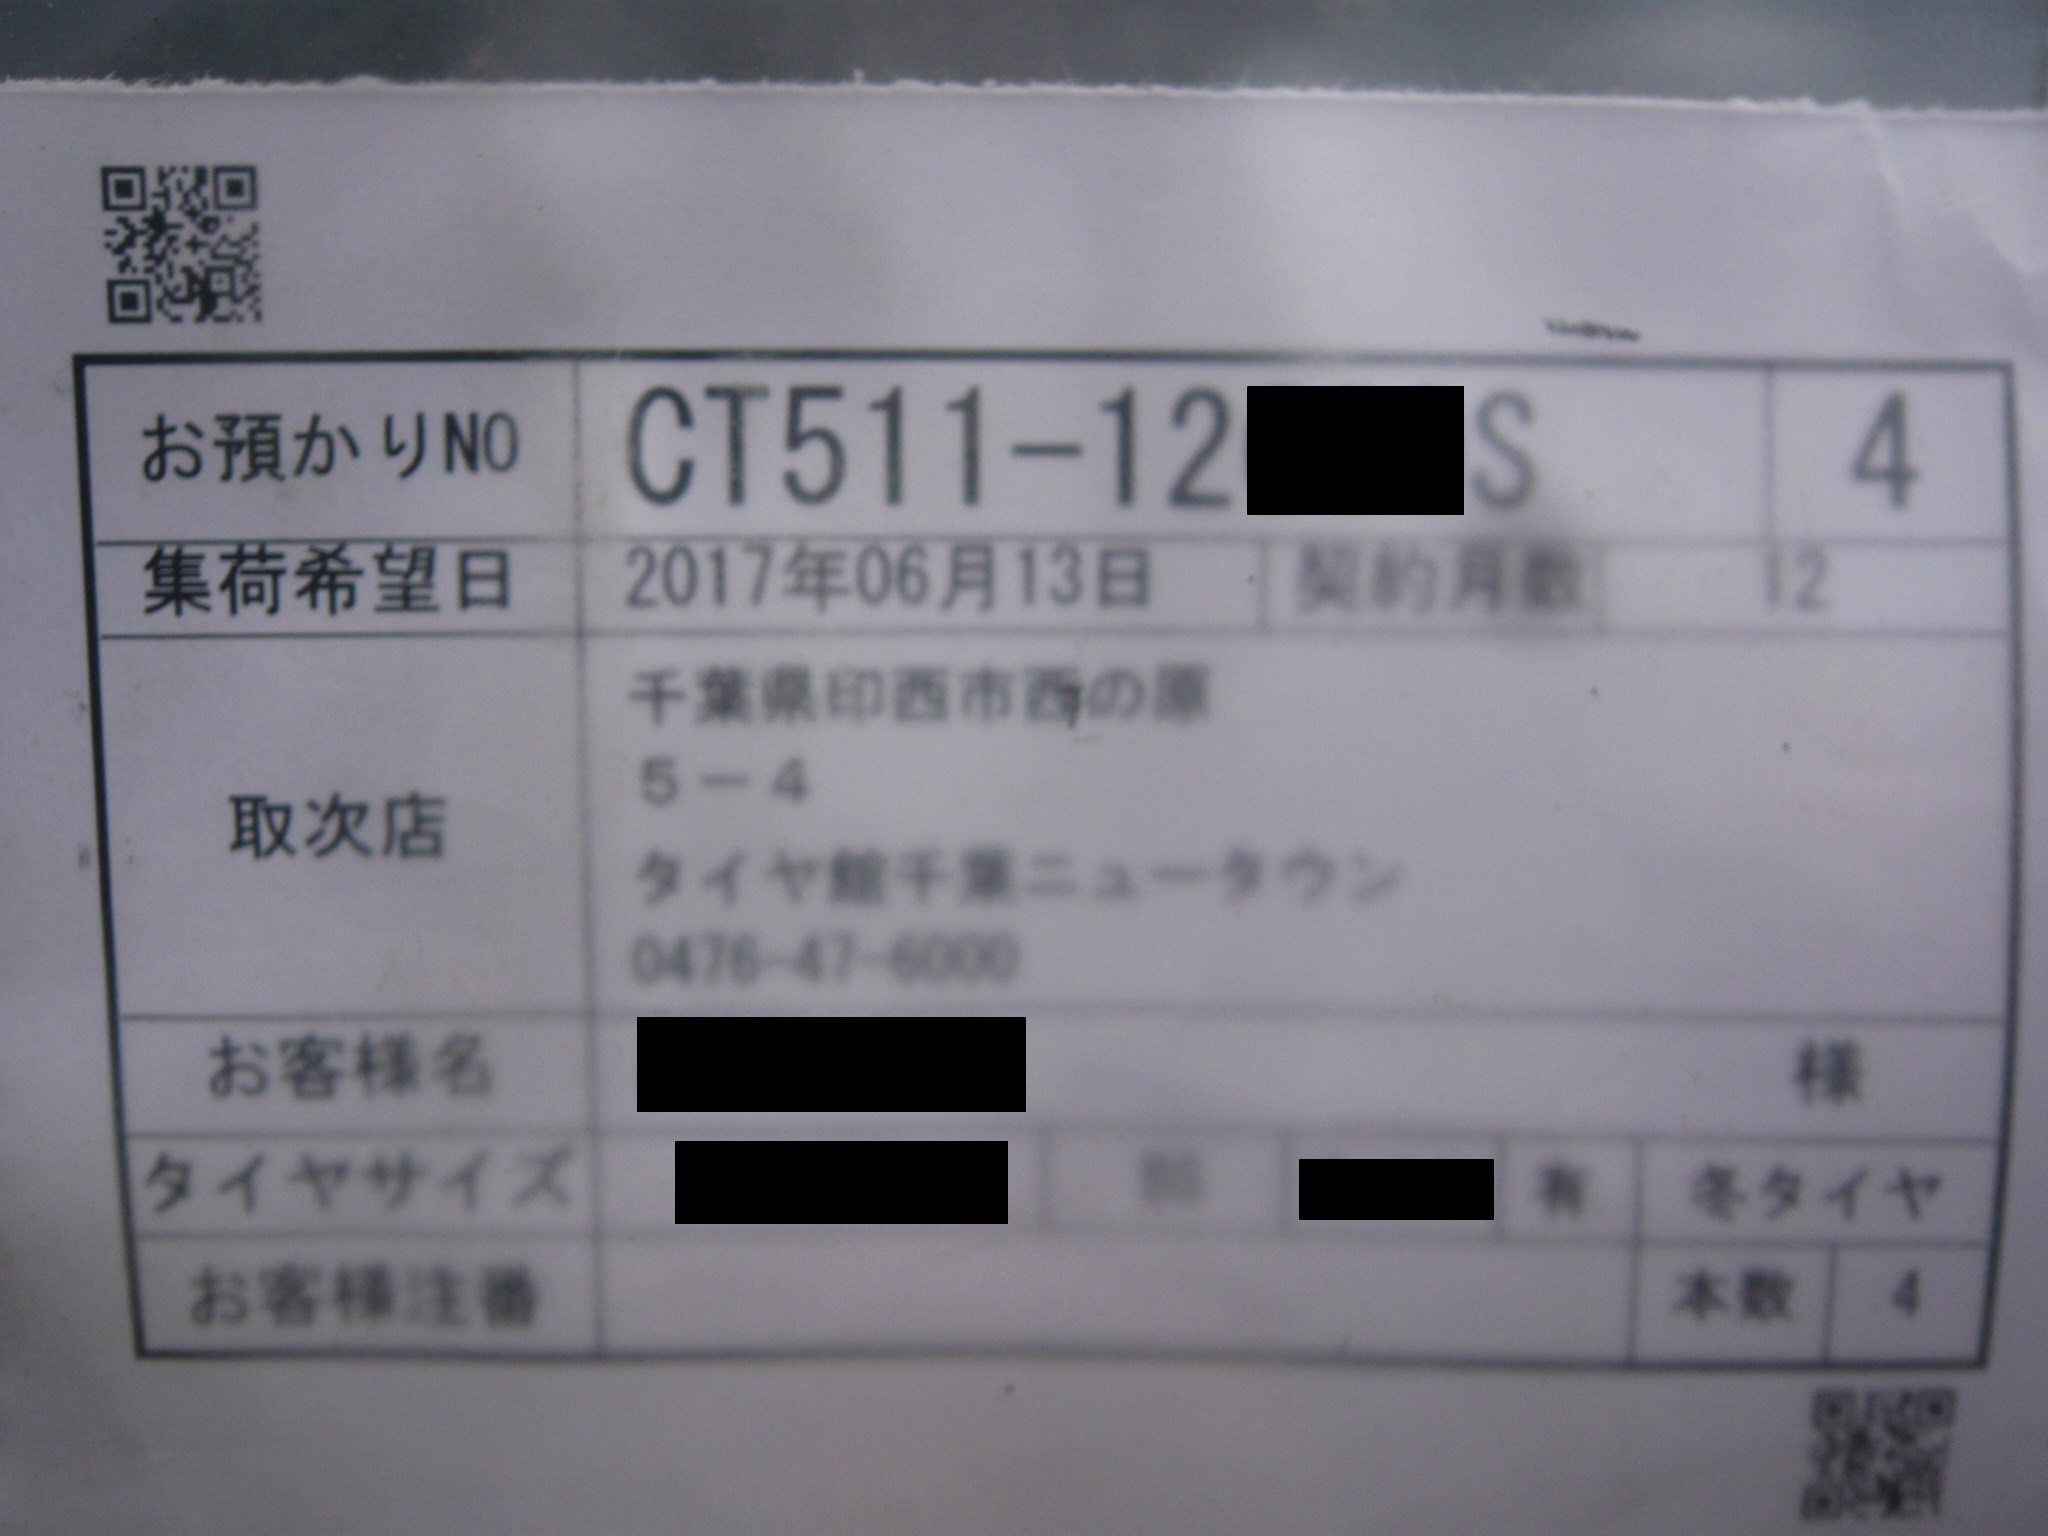 お預かりNO CT511-12 S 4
集荷希望日 2017年06月13日 契約月数 12
取次店
千葉県印西市西の原
5-4
タイヤ館千葉ニュータウン
0476-47-6000
お客様名 様
タイヤサイズ 有 冬タイヤ
お客様注番 本数 4